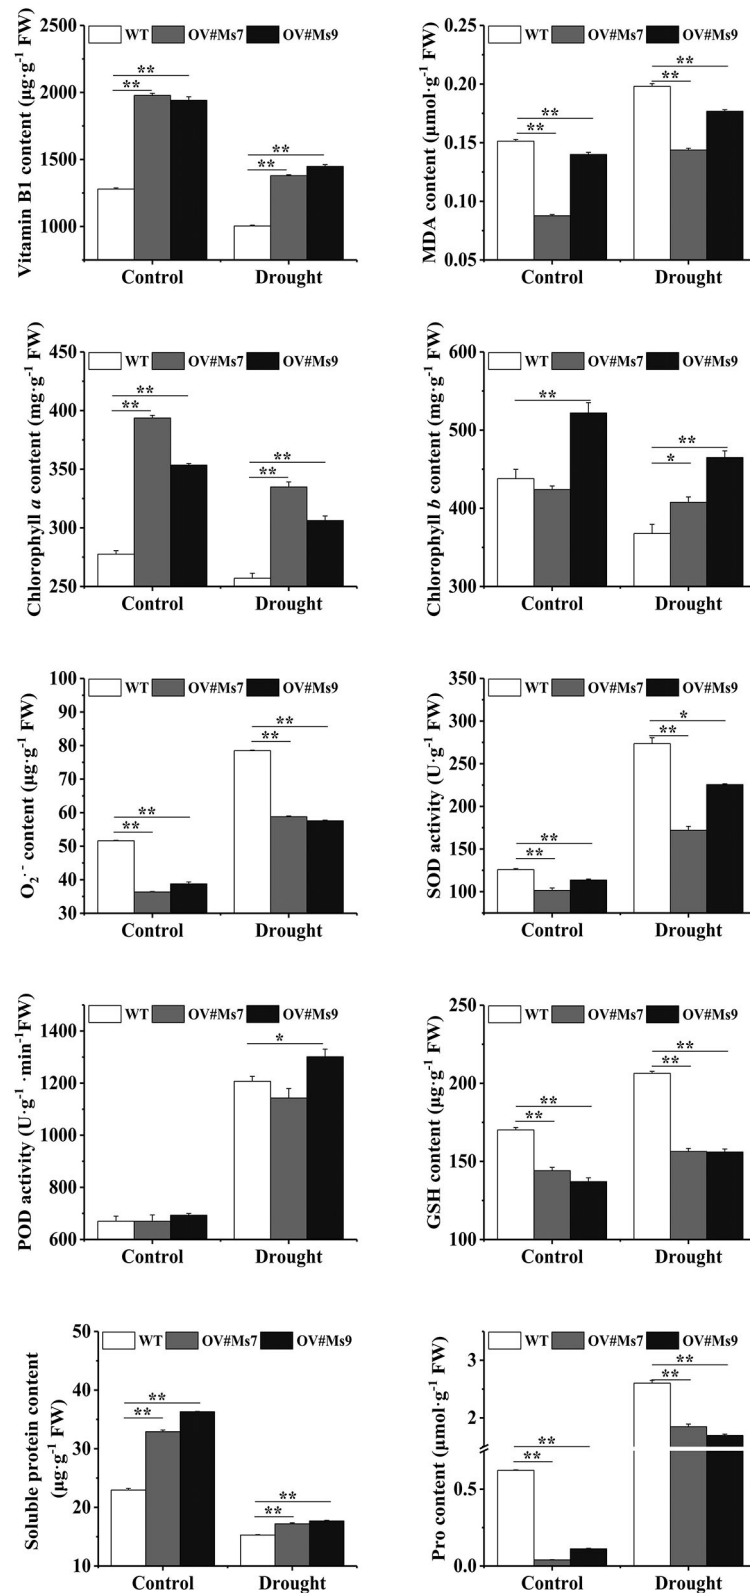 WT OV#Ms7 OV#Ms9
Vitamin B1 content (µg·g⁻¹ FW)
2500
2000
1500
1000
**
**
**
**
Control Drought
WT OV#Ms7 OV#Ms9
MDA content (µmol·g⁻¹ FW)
0.25
0.20
0.15
0.10
0.05
**
**
**
**
Control Drought
WT OV#Ms7 OV#Ms9
Chlorophyll a content (mg·g⁻¹ FW)
450
400
350
300
250
**
**
**
**
Control Drought
WT OV#Ms7 OV#Ms9
Chlorophyll b content (mg·g⁻¹ FW)
600
500
400
300
**
**
*
Control Drought
WT OV#Ms7 OV#Ms9
O₂·⁻ content (µg·g⁻¹ FW)
100
90
80
70
60
50
40
30
**
**
**
**
Control Drought
WT OV#Ms7 OV#Ms9
SOD activity (U·g⁻¹ FW)
350
300
250
200
150
100
**
**
*
**
Control Drought
WT OV#Ms7 OV#Ms9
POD activity (U·g⁻¹ ·min⁻¹FW)
1400
1200
1000
800
600
*
Control Drought
WT OV#Ms7 OV#Ms9
GSH content (µg·g⁻¹ FW)
250
200
150
100
**
**
**
**
Control Drought
WT OV#Ms7 OV#Ms9
Soluble protein content
(µg·g⁻¹ FW)
50
40
30
20
10
**
**
**
**
Control Drought
WT OV#Ms7 OV#Ms9
Pro content (µmol·g⁻¹ FW)
3
2
0.5
0.0
**
**
**
**
Control Drought